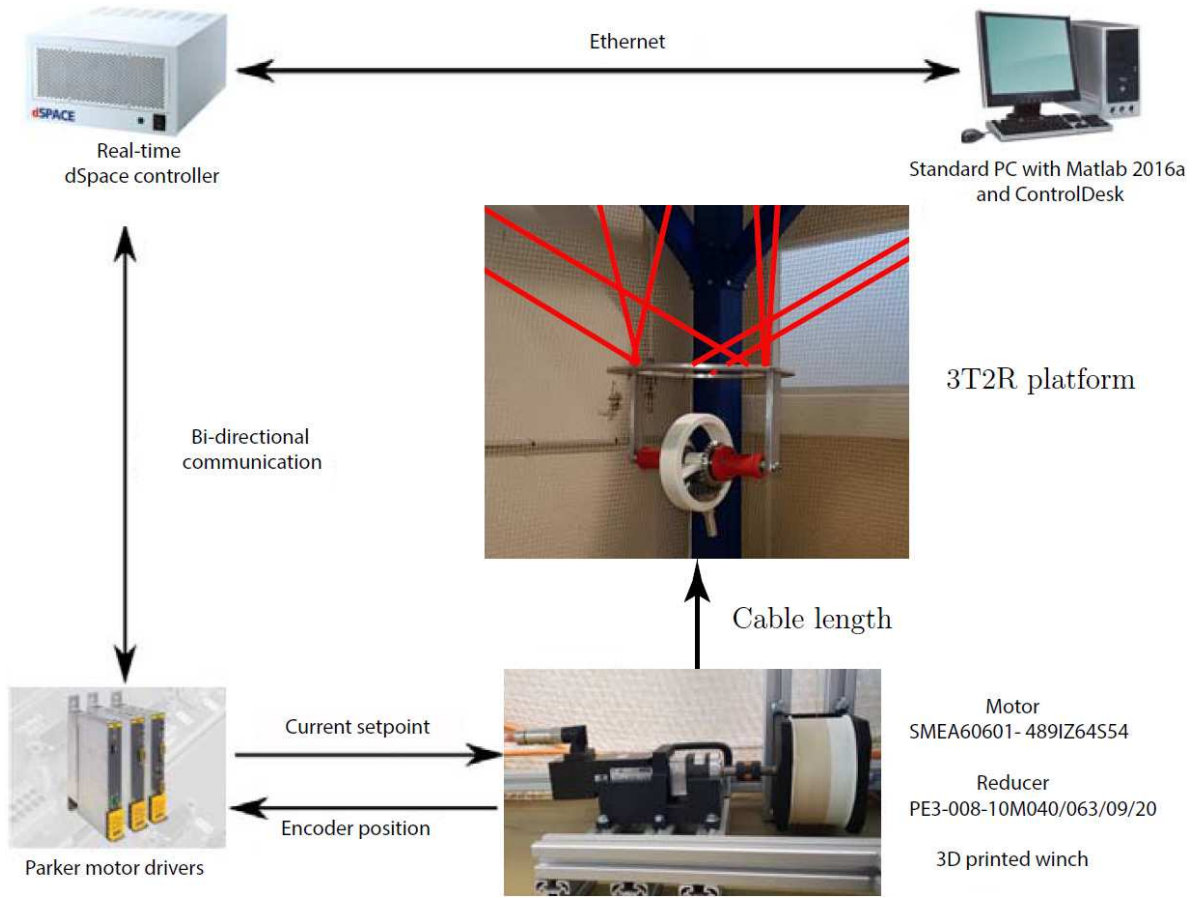 Ethernet
dSPACE
Real-time
dSpace controller
Standard PC with Matlab 2016a
and ControlDesk
3T2R platform
Bi-directional
communication
Cable length
Current setpoint
Encoder position
Parker motor drivers
Motor
SMEA60601- 489IZ64S54
Reducer
PE3-008-10M040/063/09/20
3D printed winch